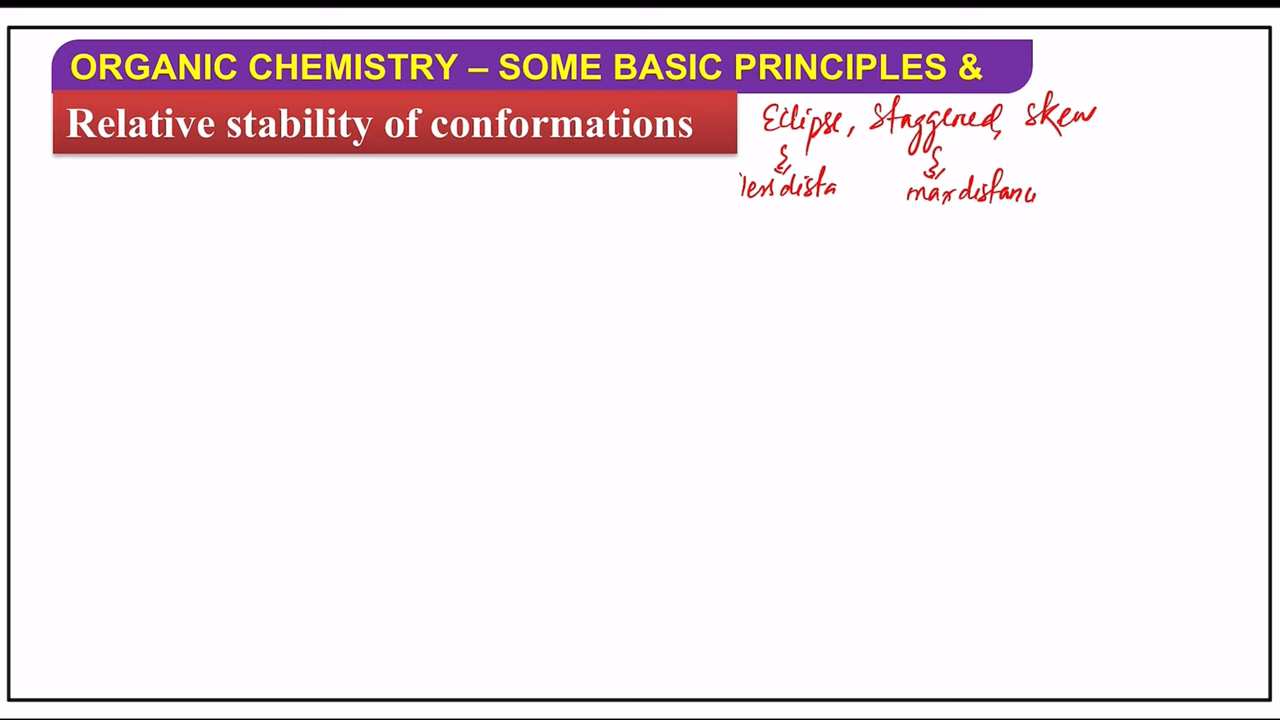 ORGANIC CHEMISTRY – SOME BASIC PRINCIPLES &
Relative stability of conformations
Eclipse, Staggered, Skew
less dista max distance